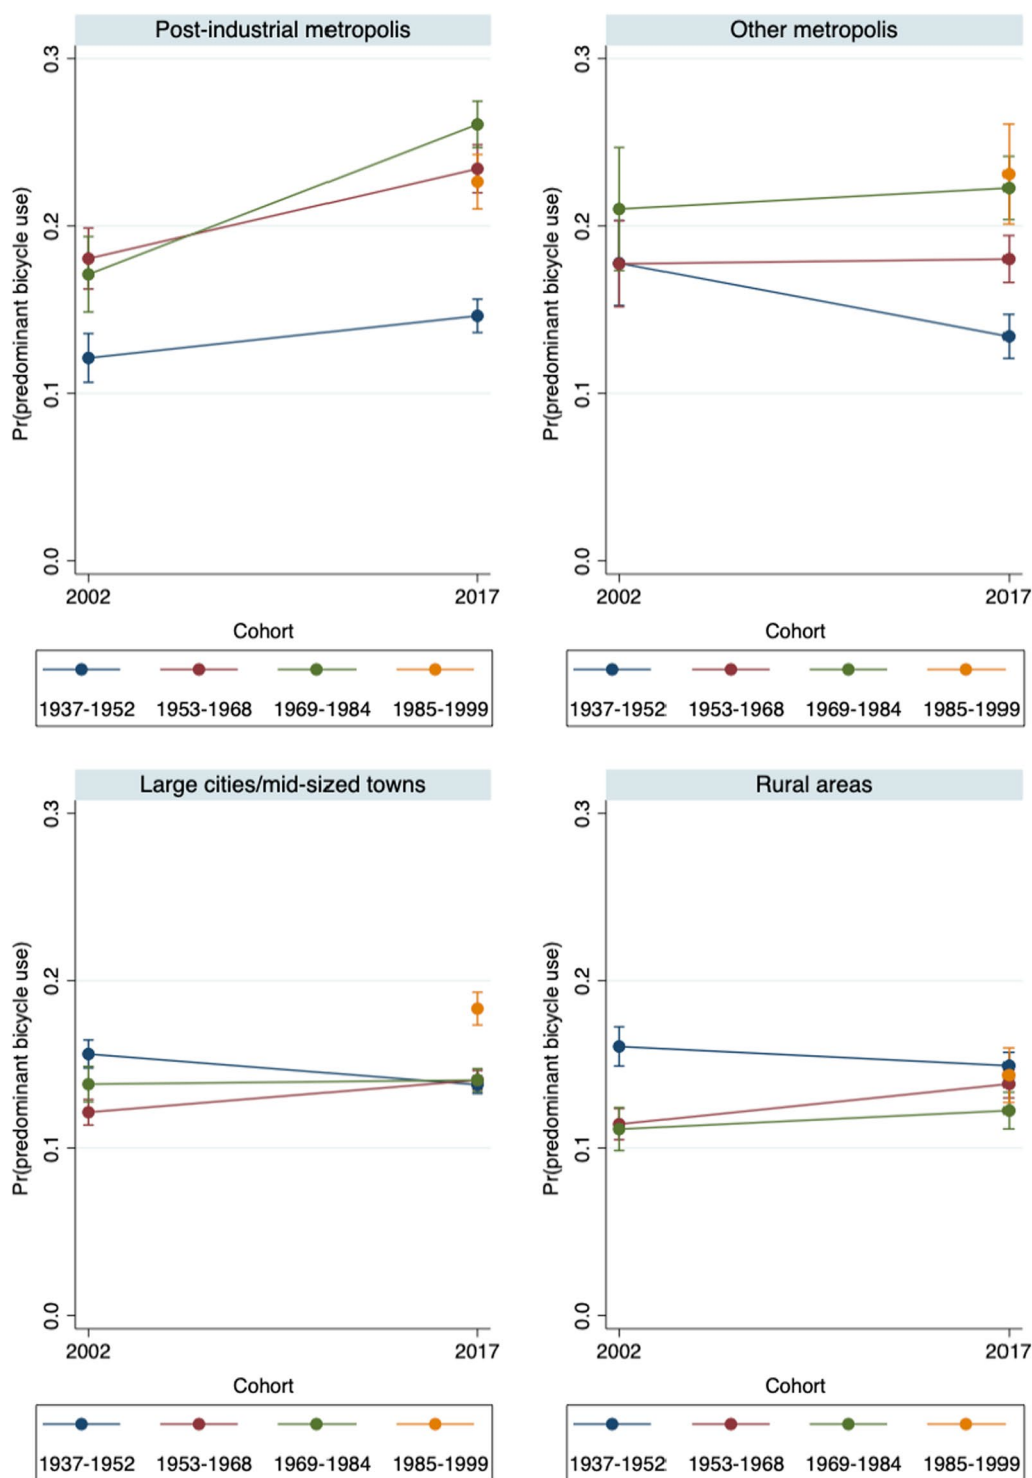 Post-industrial metropolis
Pr(predominant bicycle use)
0.3
0.2
0.1
0.0
2002 2017
Cohort
1937-1952 1953-1968 1969-1984 1985-1999
Other metropolis
Pr(predominant bicycle use)
0.3
0.2
0.1
0.0
2002 2017
Cohort
1937-1952 1953-1968 1969-1984 1985-1999
Large cities/mid-sized towns
Pr(predominant bicycle use)
0.3
0.2
0.1
0.0
2002 2017
Cohort
1937-1952 1953-1968 1969-1984 1985-1999
Rural areas
Pr(predominant bicycle use)
0.3
0.2
0.1
0.0
2002 2017
Cohort
1937-1952 1953-1968 1969-1984 1985-1999